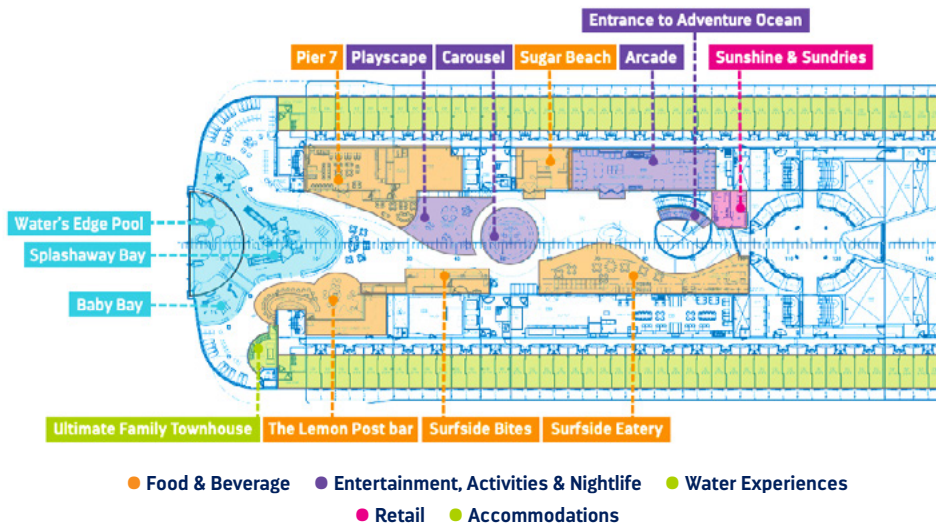 Entrance to Adventure Ocean
Pier 7
Playscape
Carousel
Sugar Beach
Arcade
Sunshine & Sundries
Water's Edge Pool
Splashaway Bay
Baby Bay
Ultimate Family Townhouse
The Lemon Post bar
Surfside Bites
Surfside Eatery
Food & Beverage
Entertainment, Activities & Nightlife
Water Experiences
Retail
Accommodations